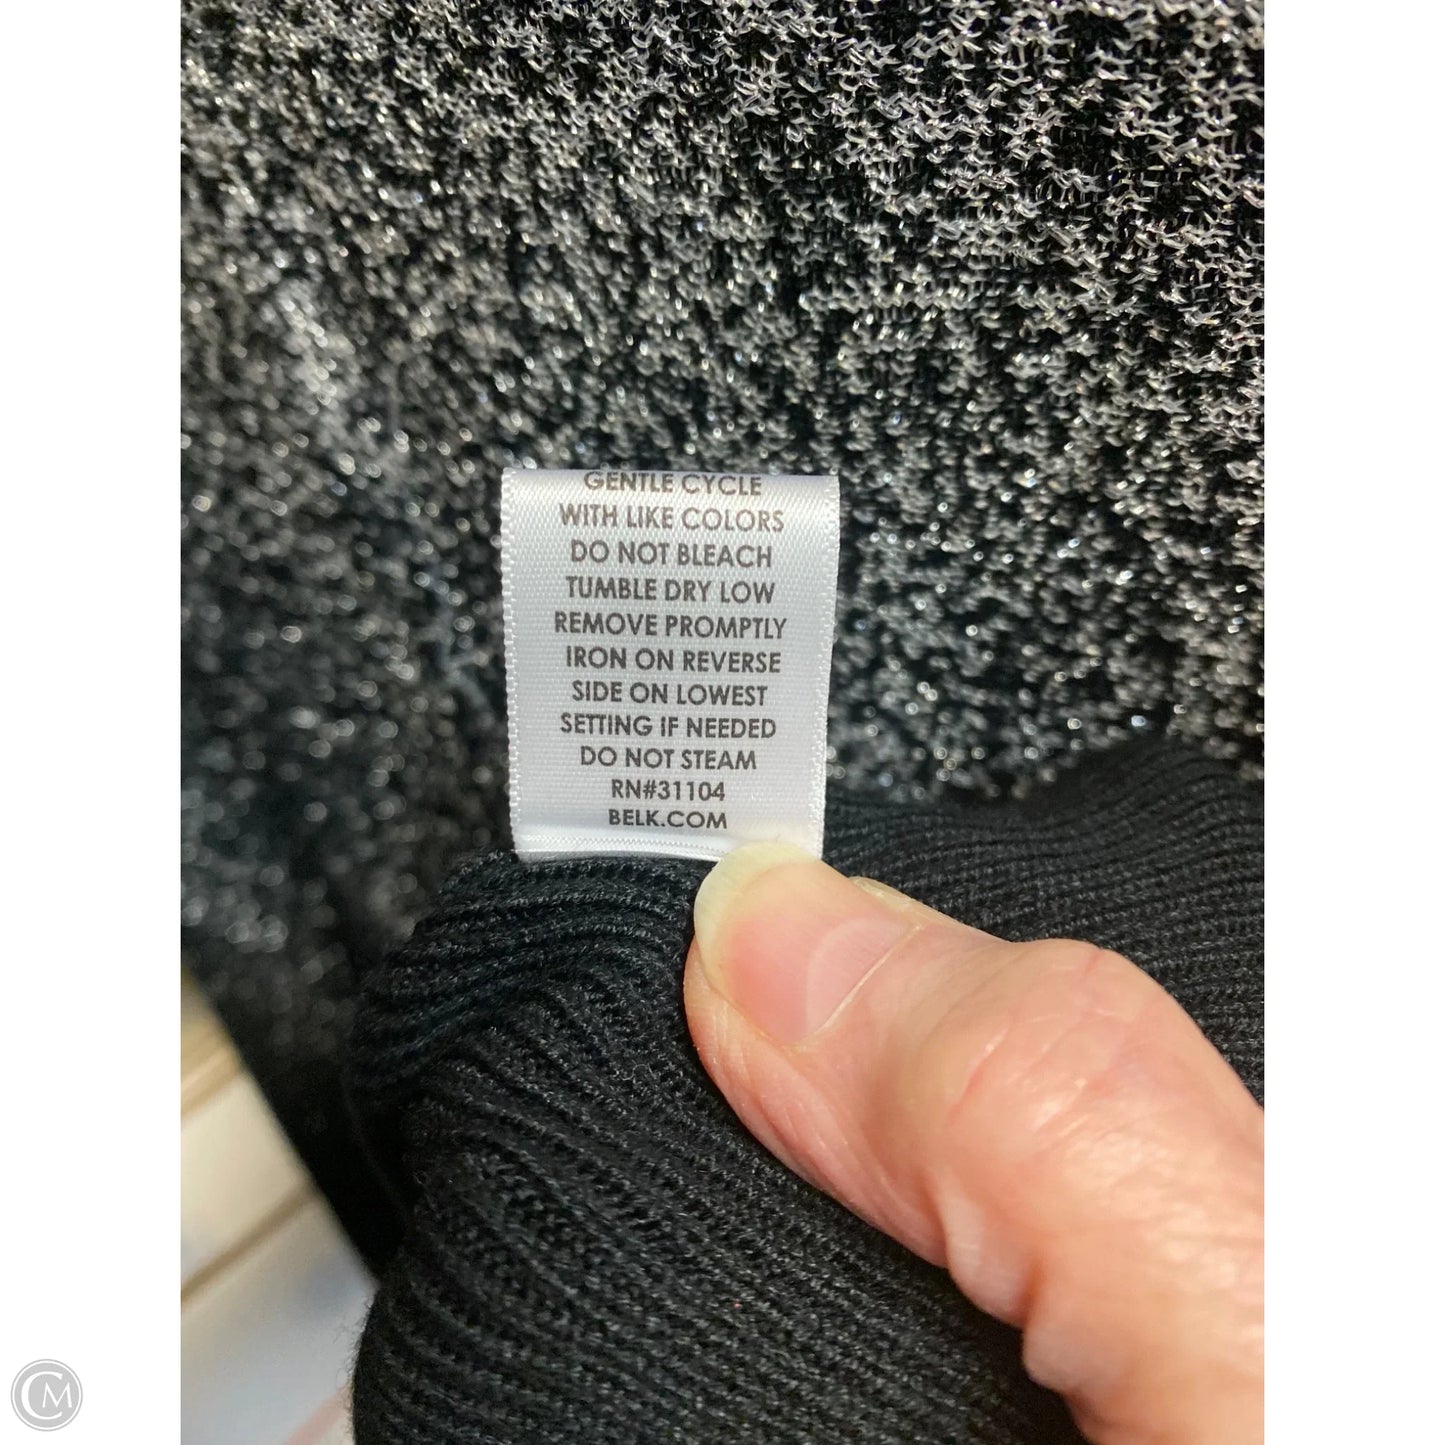 GENTLE CYCLE
WITH LIKE COLORS
DO NOT BLEACH
TUMBLE DRY LOW
REMOVE PROMPTLY
IRON ON REVERSE
SIDE ON LOWEST
SETTING IF NEEDED
DO NOT STEAM
RN#31104
BELK.COM
CM